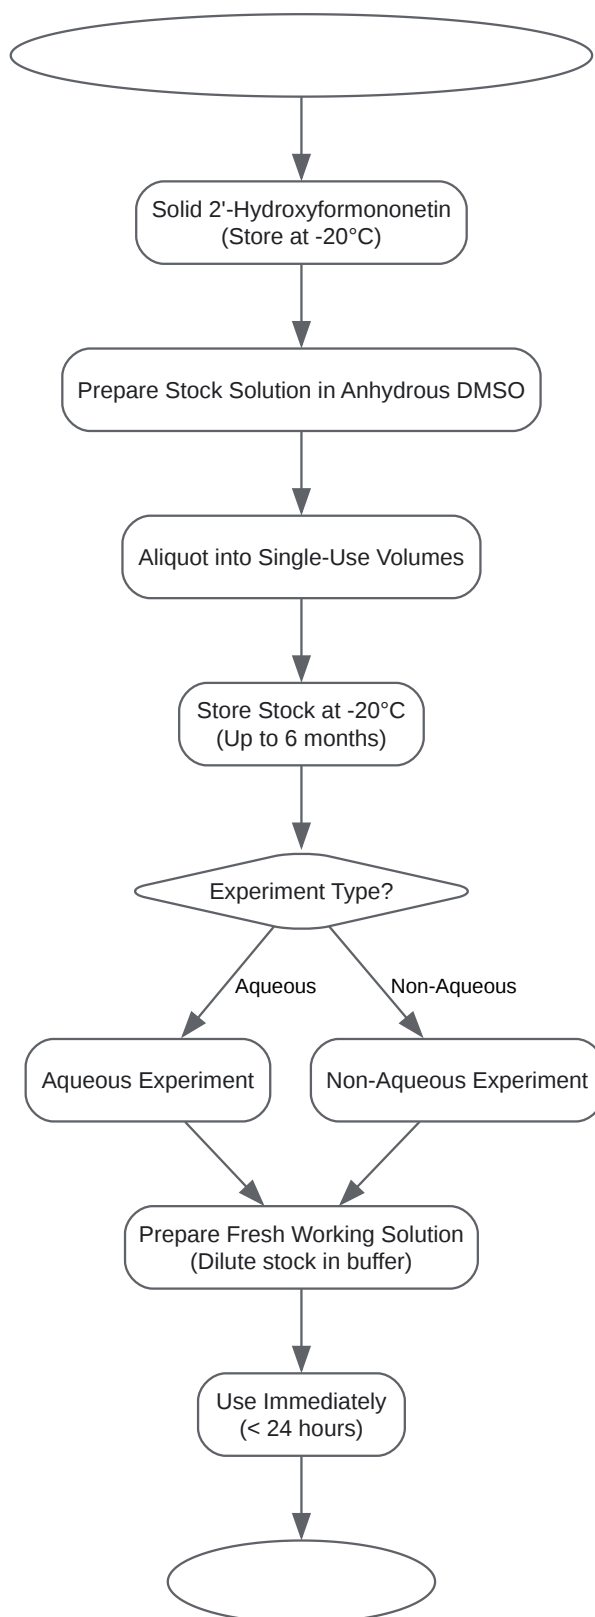 Solid 2'-Hydroxyformononetin
(Store at -20°C)
Prepare Stock Solution in Anhydrous DMSO
Aliquot into Single-Use Volumes
Store Stock at -20°C
(Up to 6 months)
Experiment Type?
Aqueous
Non-Aqueous
Aqueous Experiment
Non-Aqueous Experiment
Prepare Fresh Working Solution
(Dilute stock in buffer)
Use Immediately
(< 24 hours)